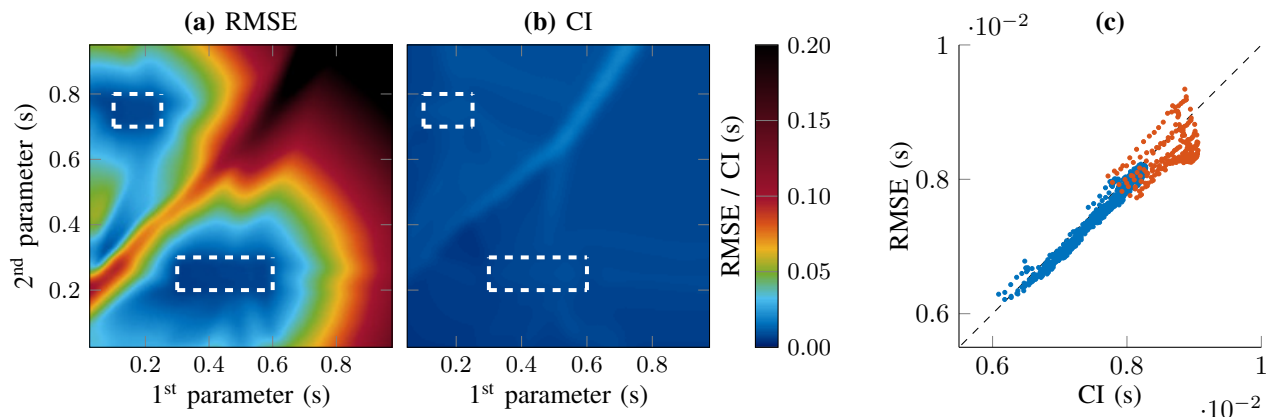 (a) RMSE
(b) CI
(c)
2nd parameter (s)
0.8
0.6
0.4
0.2
0.2 0.4 0.6 0.8
1st parameter (s)
0.2 0.4 0.6 0.8
1st parameter (s)
RMSE / CI (s)
0.20
0.15
0.10
0.05
0.00
·10−2
RMSE (s)
1
0.8
0.6
0.6 0.8 1
CI (s)
·10−2